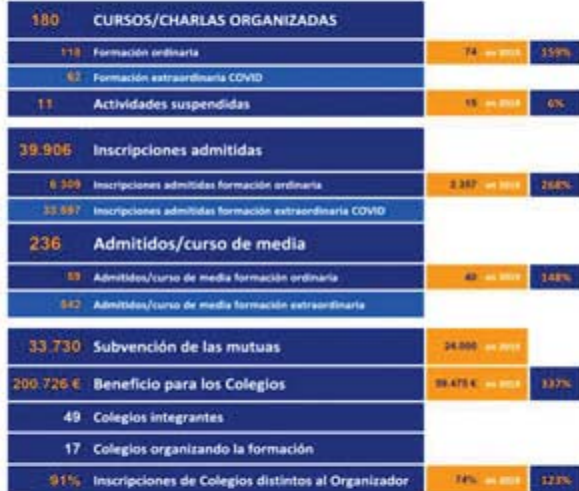 180 CURSOS/CHARLAS ORGANIZADAS
118 Formación ordinaria 74 en 2019 159%
62 Formación extraordinaria COVID
11 Actividades suspendidas 15 en 2019 6%
39.906 Inscripciones admitidas
6.309 Inscripciones admitidas formación ordinaria 2.357 en 2019 268%
33.597 Inscripciones admitidas formación extraordinaria COVID
236 Admitidos/curso de media
59 Admitidos/curso de media formación ordinaria 40 en 2019 148%
542 Admitidos/curso de media formación extraordinaria
33.730 Subvención de las mutuas 24.000 en 2019
200.726 € Beneficio para los Colegios 59.475 € en 2019 337%
49 Colegios integrantes
17 Colegios organizando la formación
91% Inscripciones de Colegios distintos al Organizador 74% en 2019 123%